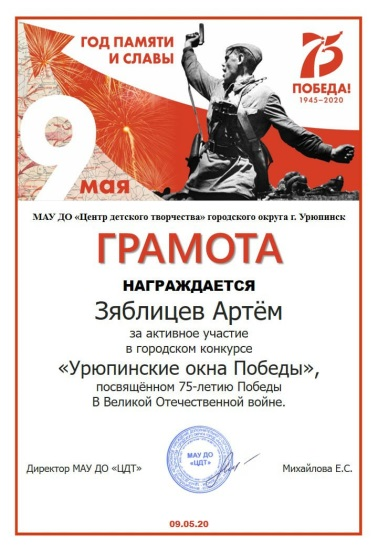 ГОД ПАМЯТИ
И СЛАВЫ
75
ПОБЕДА!
1945–2020
9
мая
МАУ ДО «Центр детского творчества» городского округа г. Урюпинск
ГРАМОТА
НАГРАЖДАЕТСЯ
Зяблицев Артём
за активное участие
в городском конкурсе
«Урюпинские окна Победы»,
посвящённом 75-летию Победы
В Великой Отечественной войне.
МАУ ДО
«ЦДТ»
Директор МАУ ДО «ЦДТ»
Михайлова Е.С.
09.05.20